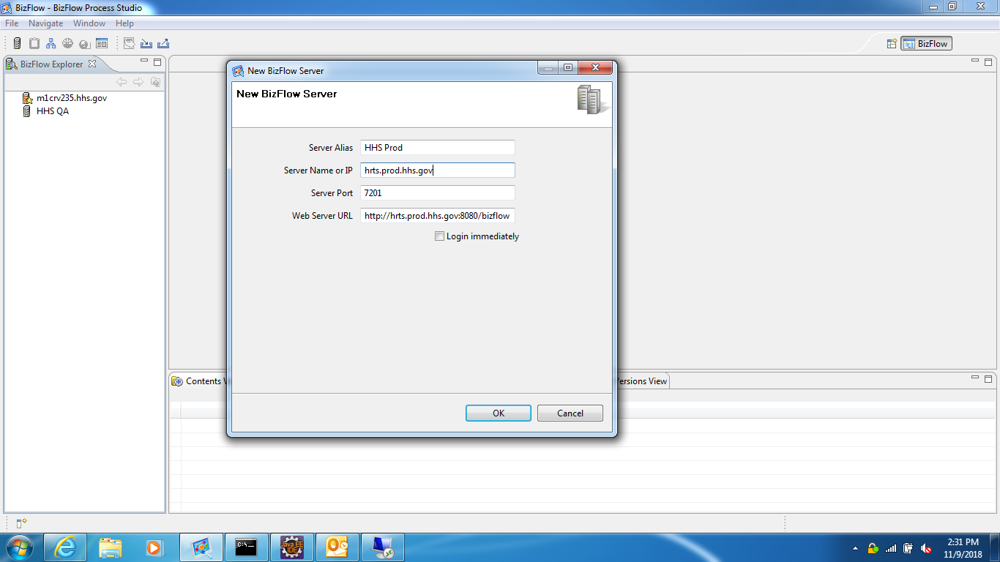 BizFlow - BizFlow Process Studio
File Navigate Window Help
BizFlow
BizFlow Explorer
m1crv235.hhs.gov
HHS QA
New BizFlow Server
New BizFlow Server
Server Alias HHS Prod
Server Name or IP hrts.prod.hhs.gov
Server Port 7201
Web Server URL http://hrts.prod.hhs.gov:8080/bizflow
Login immediately
OK Cancel
Contents
Versions View
C:\_
Java EE
IDE
2:31 PM
11/9/2018